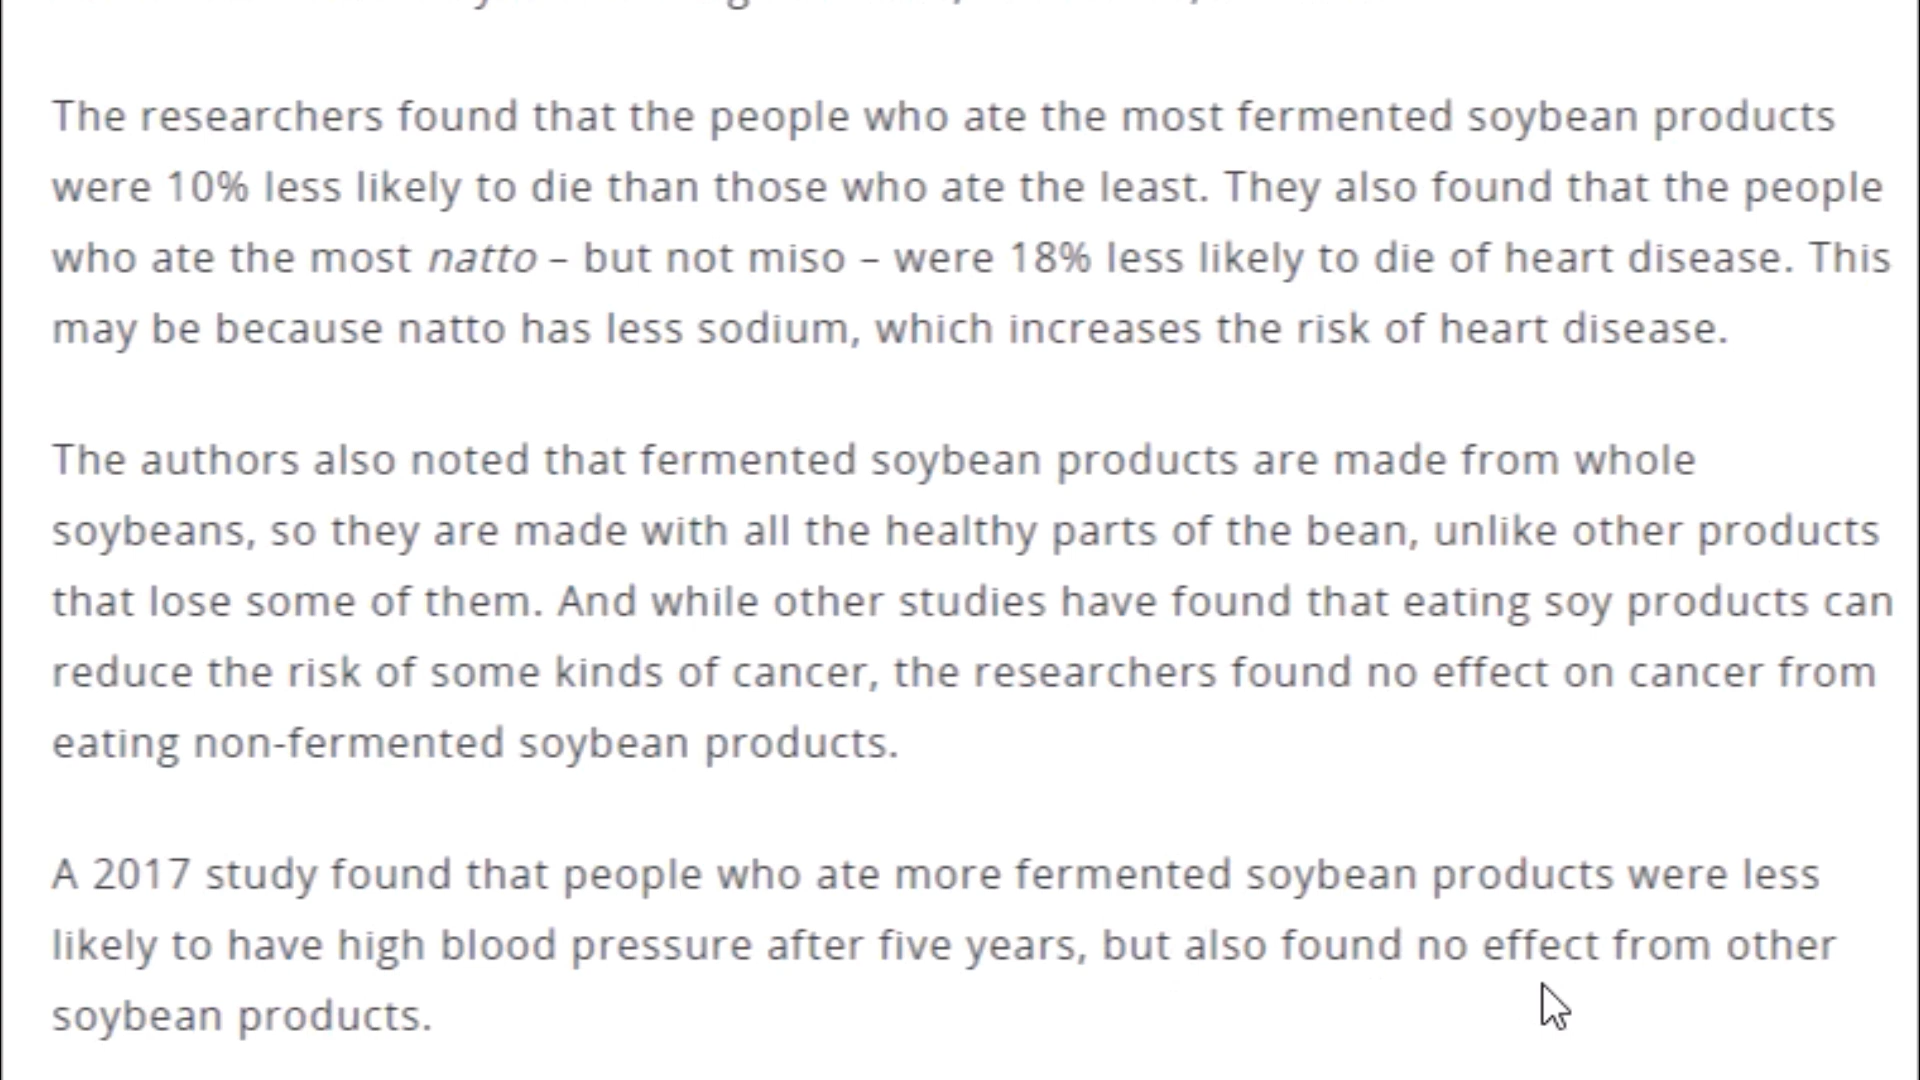 The researchers found that the people who ate the most fermented soybean products
were 10% less likely to die than those who ate the least. They also found that the people
who ate the most natto – but not miso – were 18% less likely to die of heart disease. This
may be because natto has less sodium, which increases the risk of heart disease.
The authors also noted that fermented soybean products are made from whole
soybeans, so they are made with all the healthy parts of the bean, unlike other products
that lose some of them. And while other studies have found that eating soy products can
reduce the risk of some kinds of cancer, the researchers found no effect on cancer from
eating non-fermented soybean products.
A 2017 study found that people who ate more fermented soybean products were less
likely to have high blood pressure after five years, but also found no effect from other
soybean products.